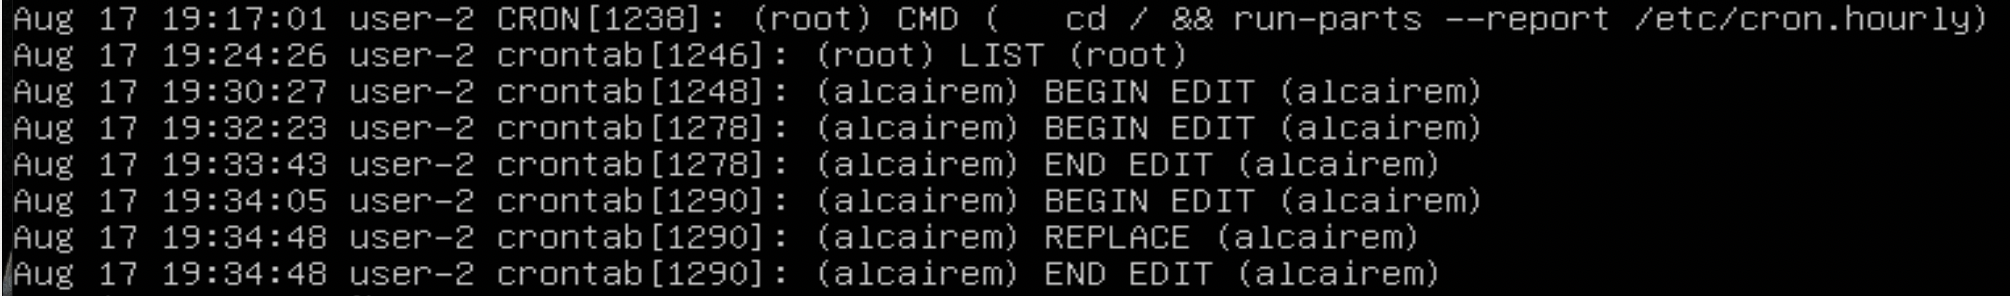 Aug 17 19:17:01 user-2 CRON[1238]: (root) CMD (   cd / && run-parts --report /etc/cron.hourly)
Aug 17 19:24:26 user-2 crontab[1246]: (root) LIST (root)
Aug 17 19:30:27 user-2 crontab[1248]: (alcairem) BEGIN EDIT (alcairem)
Aug 17 19:32:23 user-2 crontab[1278]: (alcairem) BEGIN EDIT (alcairem)
Aug 17 19:33:43 user-2 crontab[1278]: (alcairem) END EDIT (alcairem)
Aug 17 19:34:05 user-2 crontab[1290]: (alcairem) BEGIN EDIT (alcairem)
Aug 17 19:34:48 user-2 crontab[1290]: (alcairem) REPLACE (alcairem)
Aug 17 19:34:48 user-2 crontab[1290]: (alcairem) END EDIT (alcairem)